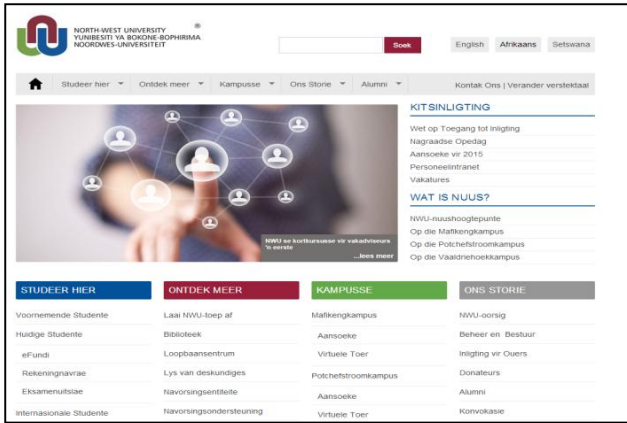 NORTH-WEST UNIVERSITY ®
YUNIBESITI YA BOKONE-BOPHIRIMA
NOORDWES-UNIVERSITEIT
Soek
English Afrikaans Setswana
Studeer hier Ontdek meer Kampusse Ons Storie Alumni Kontak Ons | Verander verstektaal
NWU se kortkursusse vir vakadviseurs
'n eerste
...lees meer
KITSINLIGTING
Wet op Toegang tot Inligting
Nagraadse Opedag
Aansoeke vir 2015
Personeelintranet
Vakatures
WAT IS NUUS?
NWU-nuushoogtepunte
Op die Mafikengkampus
Op die Potchefstroomkampus
Op die Vaaldriehoekkampus
STUDEER HIER
Voornemende Studente
Huidige Studente
eFundi
Rekeningnavrae
Eksamenuitslae
Internasionale Studente
ONTDEK MEER
Laai NWU-toep af
Biblioteek
Loopbaansentrum
Lys van deskundiges
Navorsingsentiteite
Navorsingsondersteuning
KAMPUSSE
Mafikengkampus
Aansoeke
Virtuele Toer
Potchefstroomkampus
Aansoeke
Virtuele Toer
ONS STORIE
NWU-oorsig
Beheer en Bestuur
Inligting vir Ouers
Donateurs
Alumni
Konvokasie